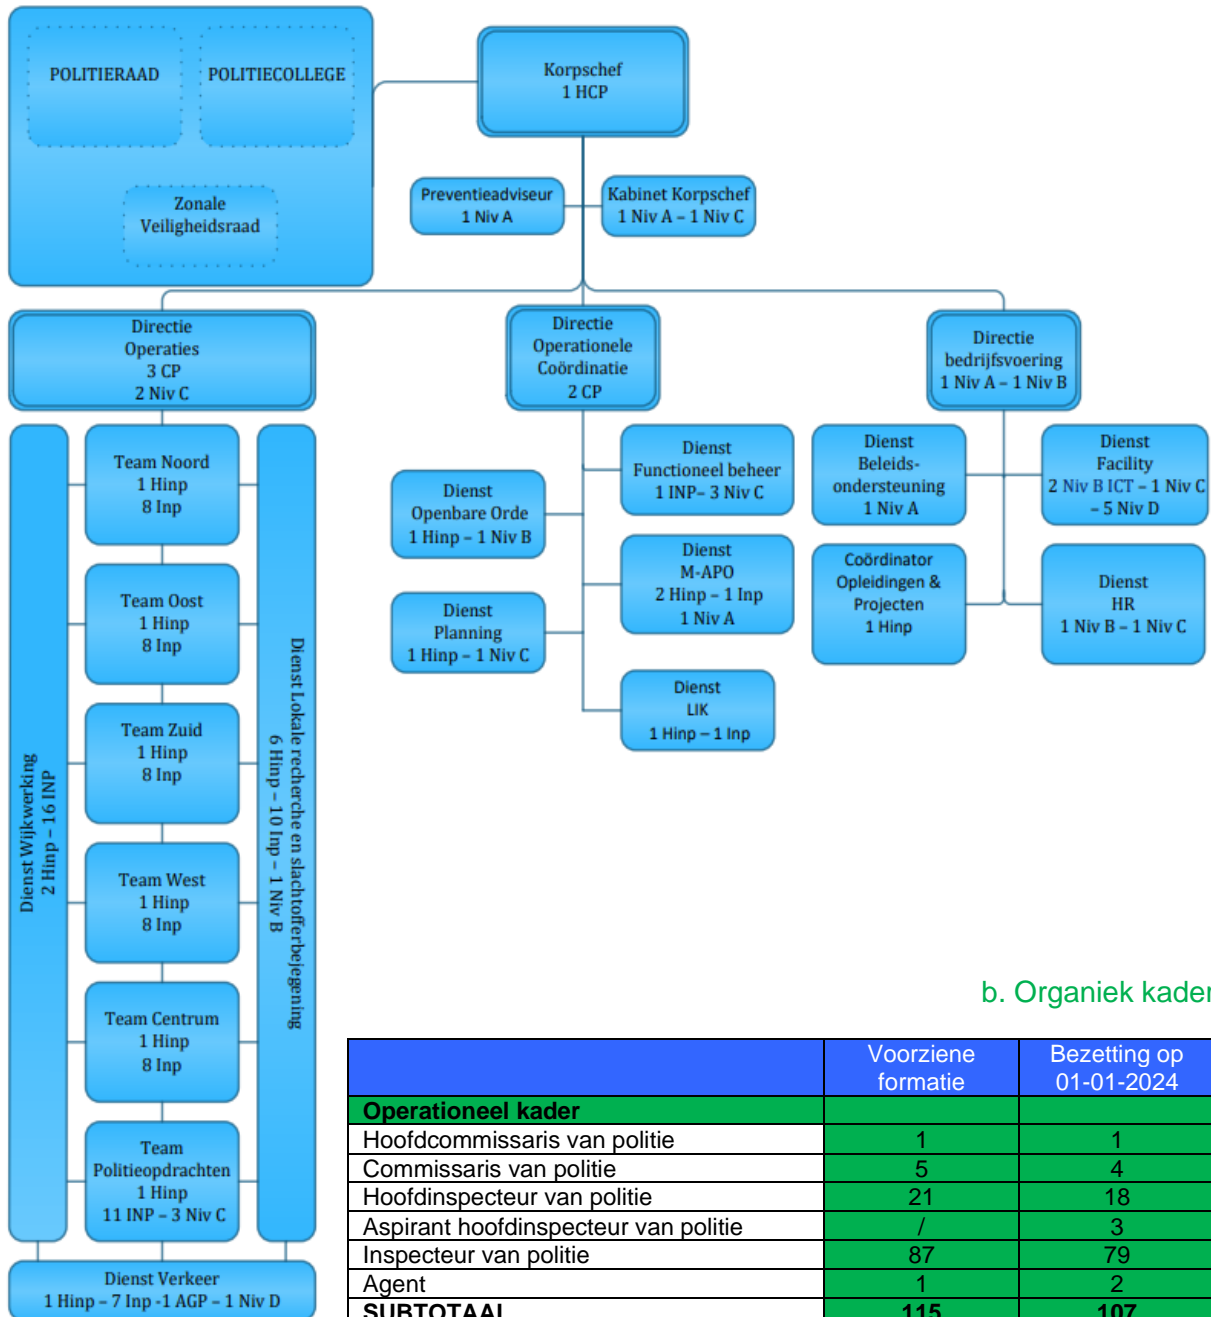 POLITIERAAD
POLITIECOLLEGE
Zonale
Veiligheidsraad
Korpschef
1 HCP
Preventieadviseur
1 Niv A
Kabinet Korpschef
1 Niv A – 1 Niv C
Directie
Operaties
3 CP
2 Niv C
Directie
Operationele
Coördinatie
2 CP
Directie
bedrijfsvoering
1 Niv A – 1 Niv B
Dienst Wijkwerking
2 Hinp – 16 INP
Team Noord
1 Hinp
8 Inp
Team Oost
1 Hinp
8 Inp
Team Zuid
1 Hinp
8 Inp
Team West
1 Hinp
8 Inp
Team Centrum
1 Hinp
8 Inp
Team
Politieopdrachten
1 Hinp
11 INP – 3 Niv C
Dienst Lokale recherche en slachtofferbejegening
6 Hinp – 10 Inp – 1 Niv B
Dienst Verkeer
1 Hinp – 7 Inp -1 AGP – 1 Niv D
Dienst
Functioneel beheer
1 INP– 3 Niv C
Dienst
Openbare Orde
1 Hinp – 1 Niv B
Dienst
M-APO
2 Hinp – 1 Inp
1 Niv A
Dienst
Planning
1 Hinp – 1 Niv C
Dienst
LIK
1 Hinp – 1 Inp
Dienst
Beleids-
ondersteuning
1 Niv A
Dienst
Facility
2 Niv B ICT – 1 Niv C
– 5 Niv D
Coördinator
Opleidingen &
Projecten
1 Hinp
Dienst
HR
1 Niv B – 1 Niv C
b. Organiek kader
Voorziene formatie Bezetting op 01-01-2024
Operationeel kader
Hoofdcommissaris van politie 1 1
Commissaris van politie 5 4
Hoofdinspecteur van politie 21 18
Aspirant hoofdinspecteur van politie / 3
Inspecteur van politie 87 79
Agent 1 2
SUBTOTAAL 115 107